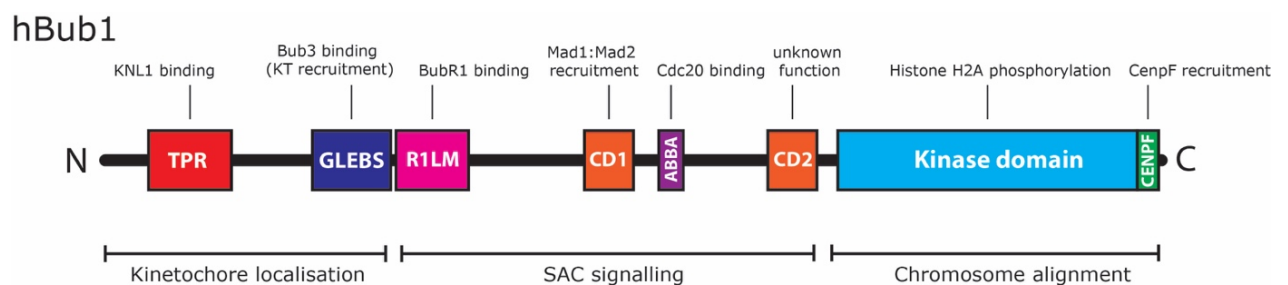 hBub1
KNL1 binding
Bub3 binding
(KT recruitment)
BubR1 binding
Mad1:Mad2
recruitment
Cdc20 binding
unknown
function
Histone H2A phosphorylation
CenpF recruitment
N
TPR
GLEBS
R1LM
CD1
ABBA
CD2
Kinase domain
CENPF
C
Kinetochore localisation
SAC signalling
Chromosome alignment